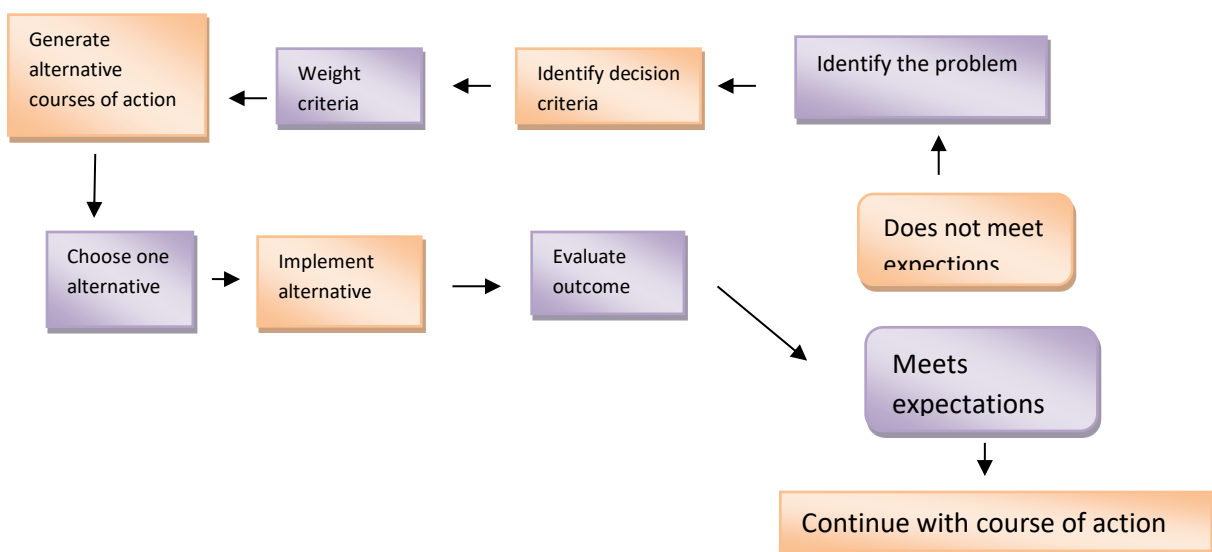 Generate
alternative
courses of action
Weight
criteria
Identify decision
criteria
Identify the problem
Choose one
alternative
Implement
alternative
Evaluate
outcome
Does not meet
expections
Meets
expectations
Continue with course of action